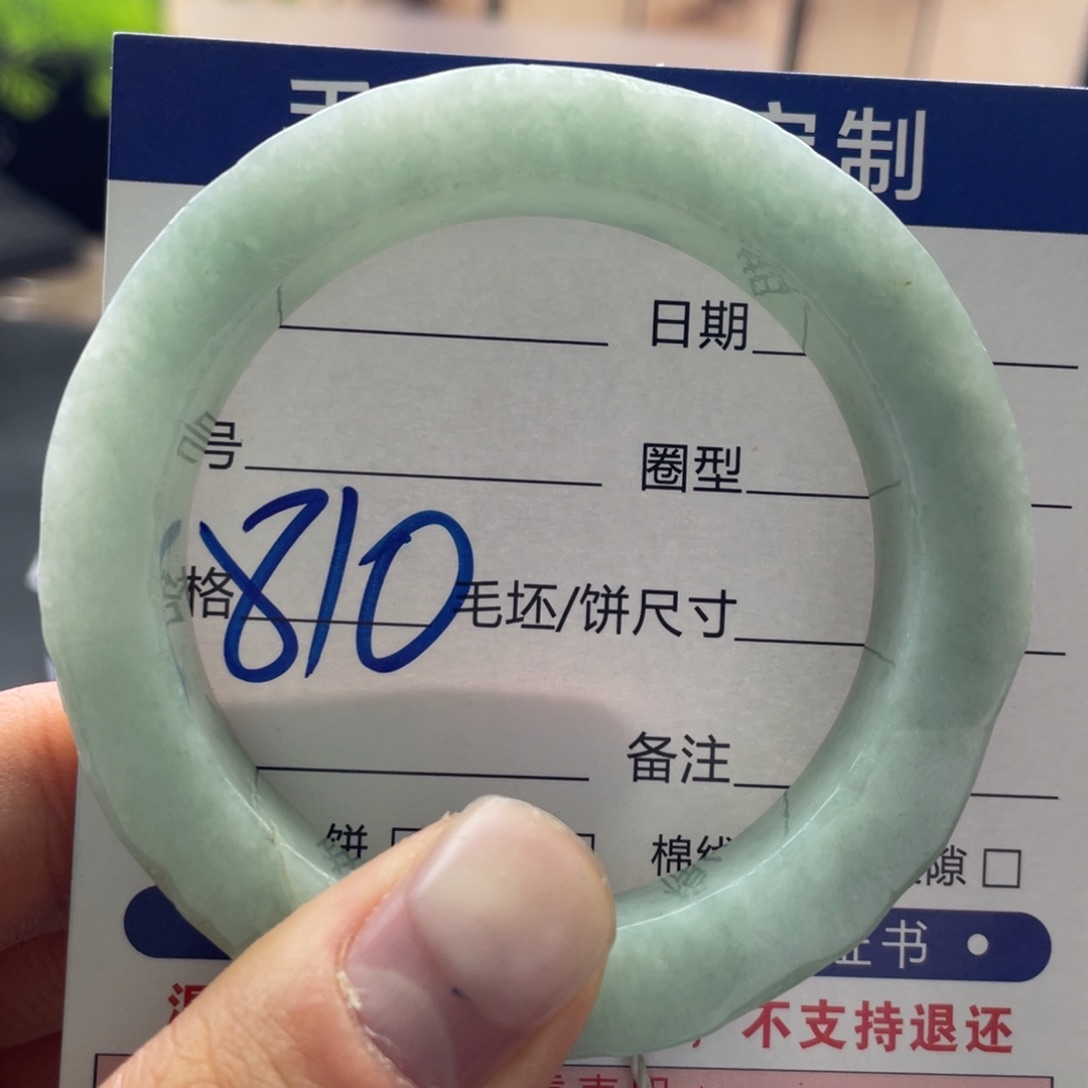 制
日期
号 圈型
格 810 毛坯/饼尺寸
备注
饼 □ 棉 隙 □
证书
不支持退还